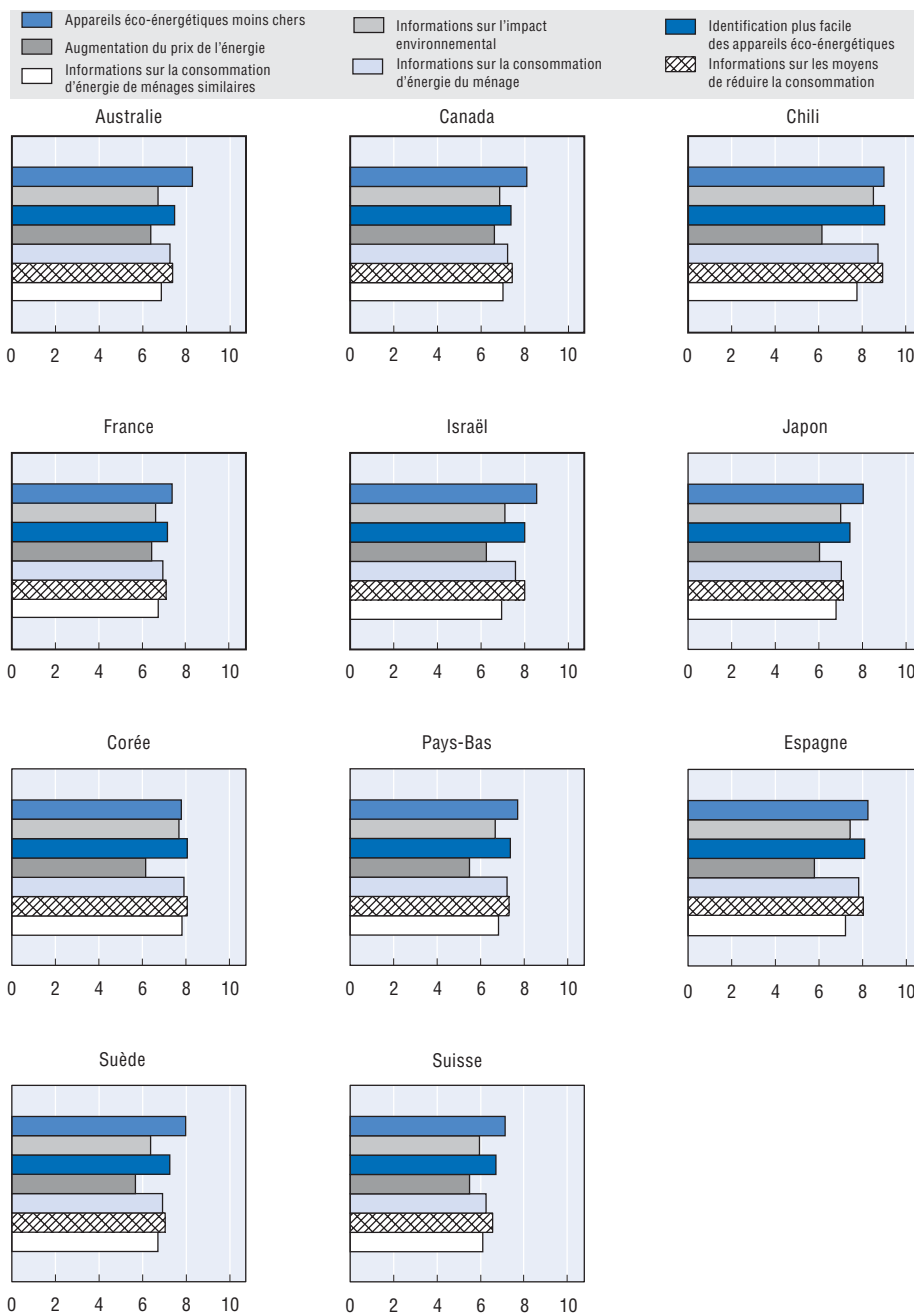 Appareils éco-énergétiques moins chers
Augmentation du prix de l'énergie
Informations sur la consommation
d'énergie de ménages similaires
Informations sur l'impact
environnemental
Informations sur la consommation
d'énergie du ménage
Identification plus facile
des appareils éco-énergétiques
Informations sur les moyens
de réduire la consommation
Australie
Canada
Chili
0 2 4 6 8 10
0 2 4 6 8 10
0 2 4 6 8 10
France
Israël
Japon
0 2 4 6 8 10
0 2 4 6 8 10
0 2 4 6 8 10
Corée
Pays-Bas
Espagne
0 2 4 6 8 10
0 2 4 6 8 10
0 2 4 6 8 10
Suède
Suisse
0 2 4 6 8 10
0 2 4 6 8 10